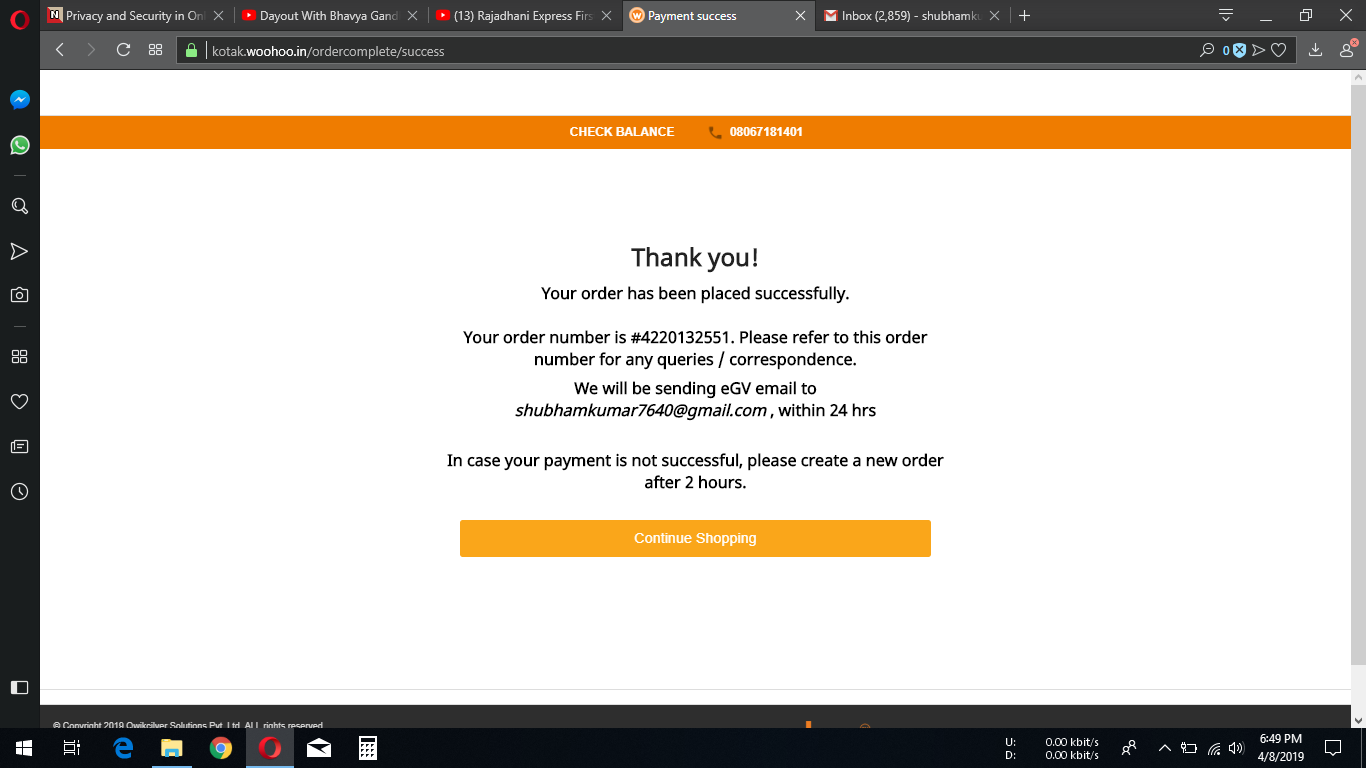 Privacy and Security in Onl
Dayout With Bhavya Gand
(13) Rajadhani Express Firs
Payment success
Inbox (2,859) - shubhamku
kotak.woohoo.in/ordercomplete/success
0
CHECK BALANCE
08067181401
Thank you!
Your order has been placed successfully.
Your order number is #4220132551. Please refer to this order
number for any queries / correspondence.
We will be sending eGV email to
shubhamkumar7640@gmail.com , within 24 hrs
In case your payment is not successful, please create a new order
after 2 hours.
Continue Shopping
© Copyright 2019 Qwikcilver Solutions Pvt. Ltd. ALL rights reserved
U: 0.00 kbit/s
D: 0.00 kbit/s
6:49 PM
4/8/2019